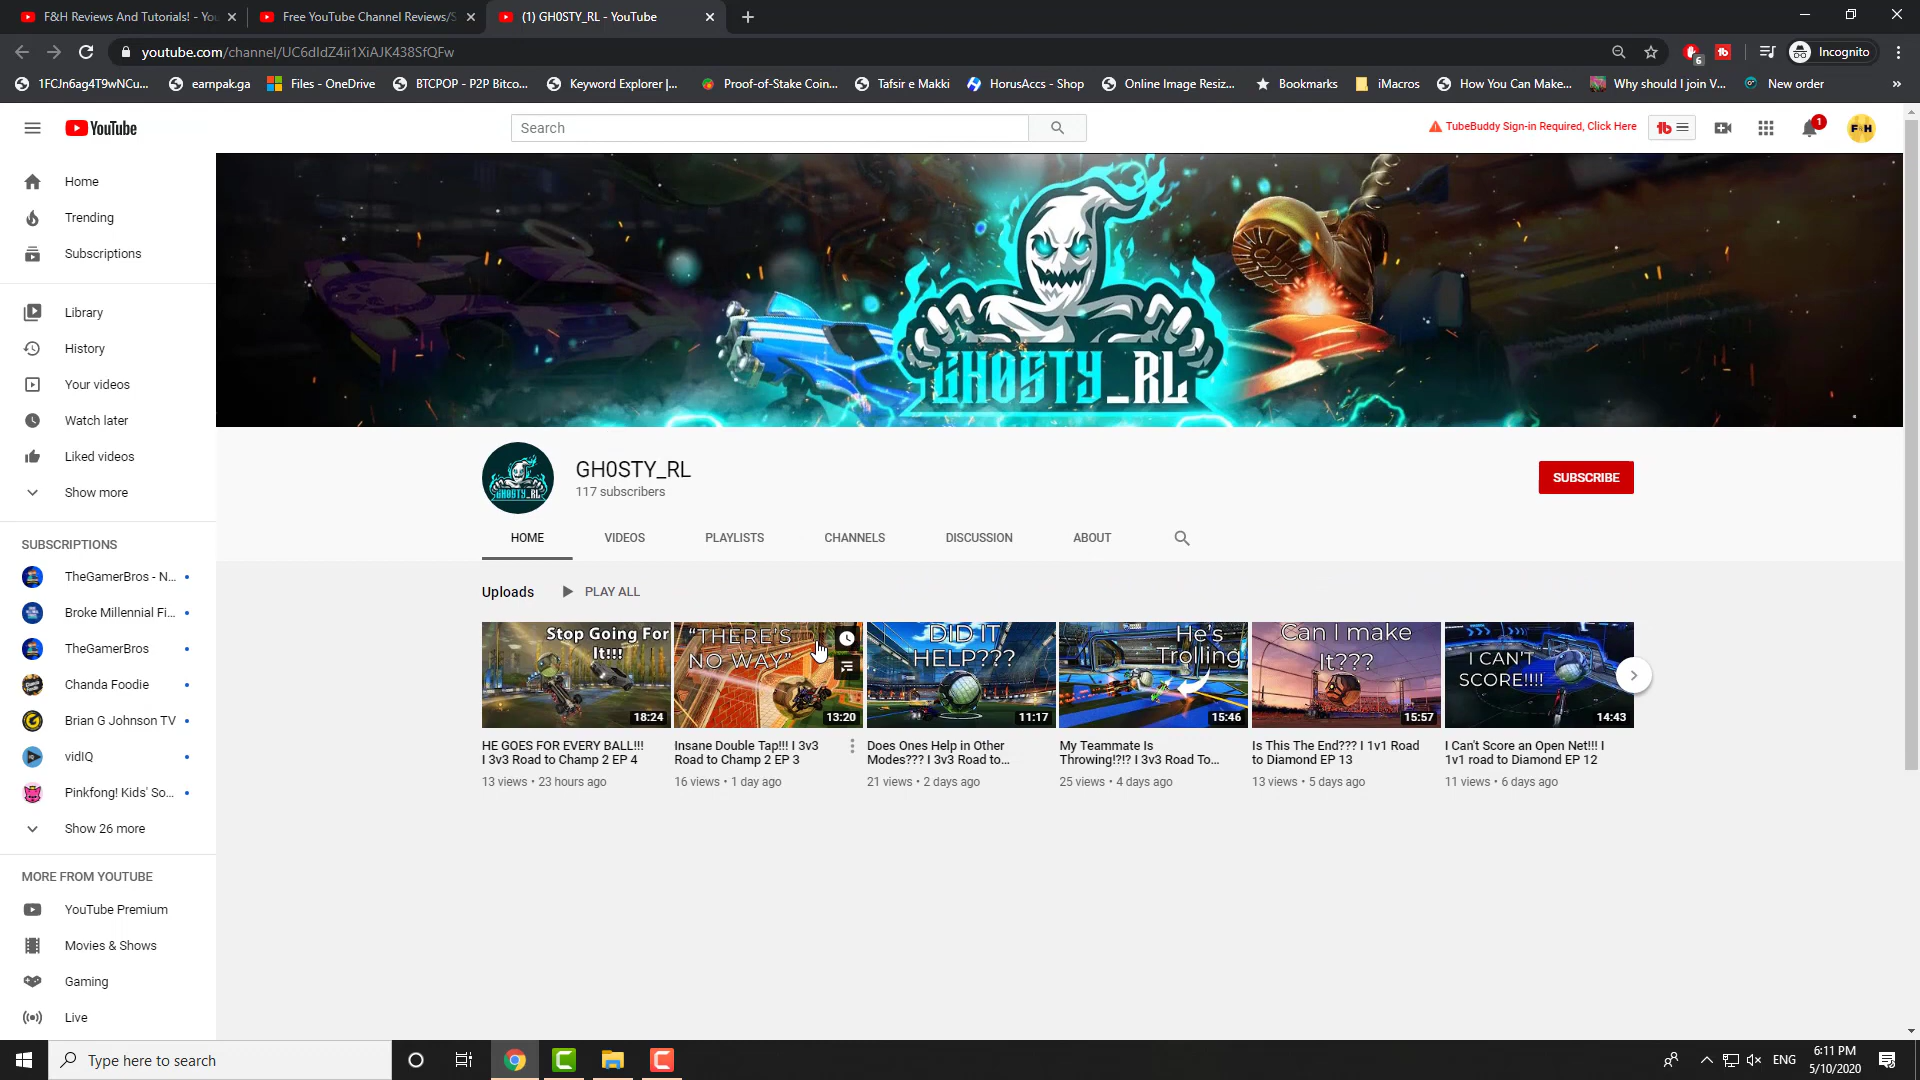 F&H Reviews And Tutorials! - You
Free YouTube Channel Reviews/S
(1) GH0STY_RL - YouTube
youtube.com/channel/UC6dIdZ4ii1XiAJK438SfQFw
6
Incognito
1FCJn6ag4T9wNCu...
earnpak.ga
Files - OneDrive
BTCPOP - P2P Bitco...
Keyword Explorer |...
Proof-of-Stake Coin...
Tafsir e Makki
HorusAccs - Shop
Online Image Resiz...
Bookmarks
iMacros
How You Can Make...
Why should I join V...
New order
»
YouTube
Search
TubeBuddy Sign-in Required, Click Here
1
F&H
Home
Trending
Subscriptions
Library
History
Your videos
Watch later
Liked videos
Show more
SUBSCRIPTIONS
TheGamerBros - N...
Broke Millennial Fi...
TheGamerBros
Chanda Foodie
Brian G Johnson TV
vidIQ
Pinkfong! Kids' So...
Show 26 more
MORE FROM YOUTUBE
YouTube Premium
Movies & Shows
Gaming
Live
GH0STY_RL
GH0STY_RL
GH0STY_RL
117 subscribers
SUBSCRIBE
HOME
VIDEOS
PLAYLISTS
CHANNELS
DISCUSSION
ABOUT
Uploads
PLAY ALL
Stop Going For
It!!!
18:24
HE GOES FOR EVERY BALL!!!
I 3v3 Road to Champ 2 EP 4
13 views • 23 hours ago
"THERE'S
NO WAY"
13:20
Insane Double Tap!!! I 3v3
Road to Champ 2 EP 3
16 views • 1 day ago
DID IT
HELP???
11:17
Does Ones Help in Other
Modes??? I 3v3 Road to...
21 views • 2 days ago
He's
Trolling
15:46
My Teammate Is
Throwing!?!? I 3v3 Road To...
25 views • 4 days ago
Can I make
It???
15:57
Is This The End??? I 1v1 Road
to Diamond EP 13
13 views • 5 days ago
I CAN'T
SCORE!!!!
14:43
I Can't Score an Open Net!!! I
1v1 road to Diamond EP 12
11 views • 6 days ago
Type here to search
ENG
6:11 PM
5/10/2020